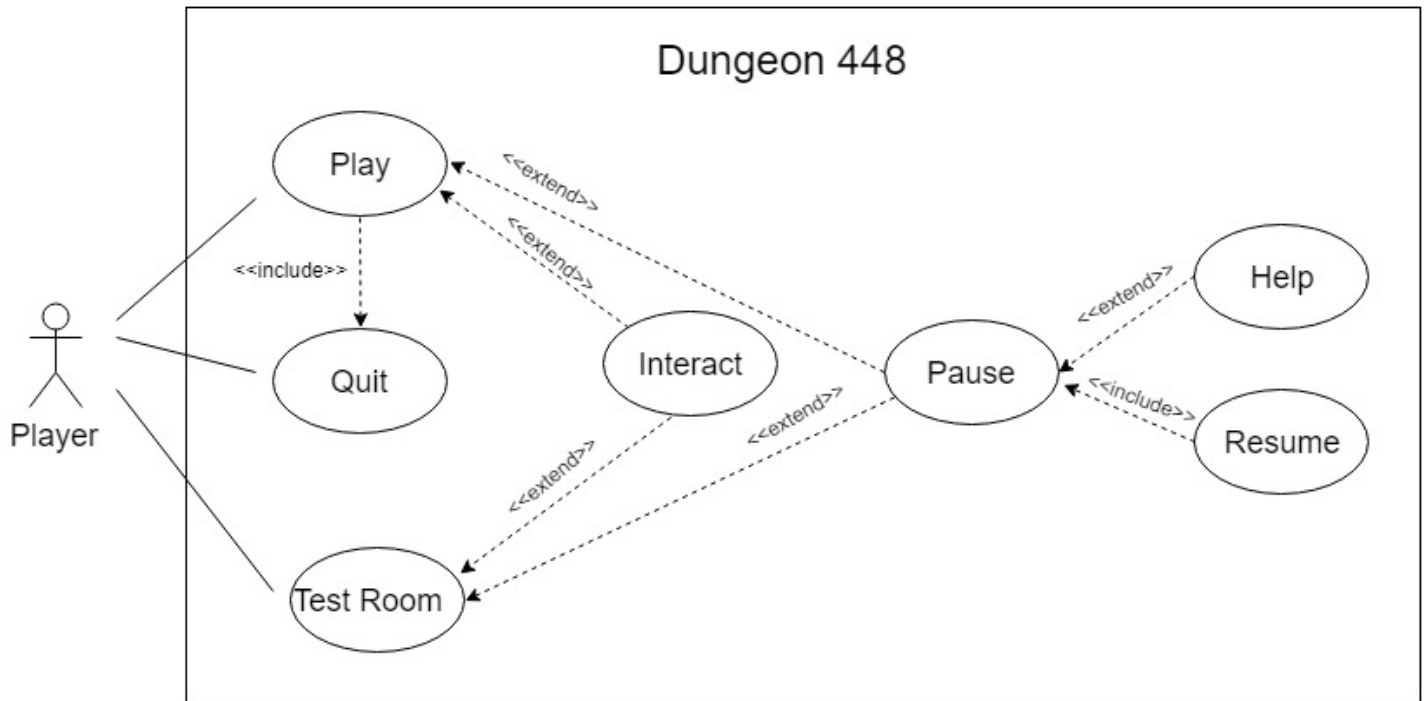 Dungeon 448
Play
<<extend>>
<<extend>>
<<include>>
Help
<<extend>>
Interact
Pause
Quit
<<include>>
<<extend>>
Player
Resume
<<extend>>
Test Room